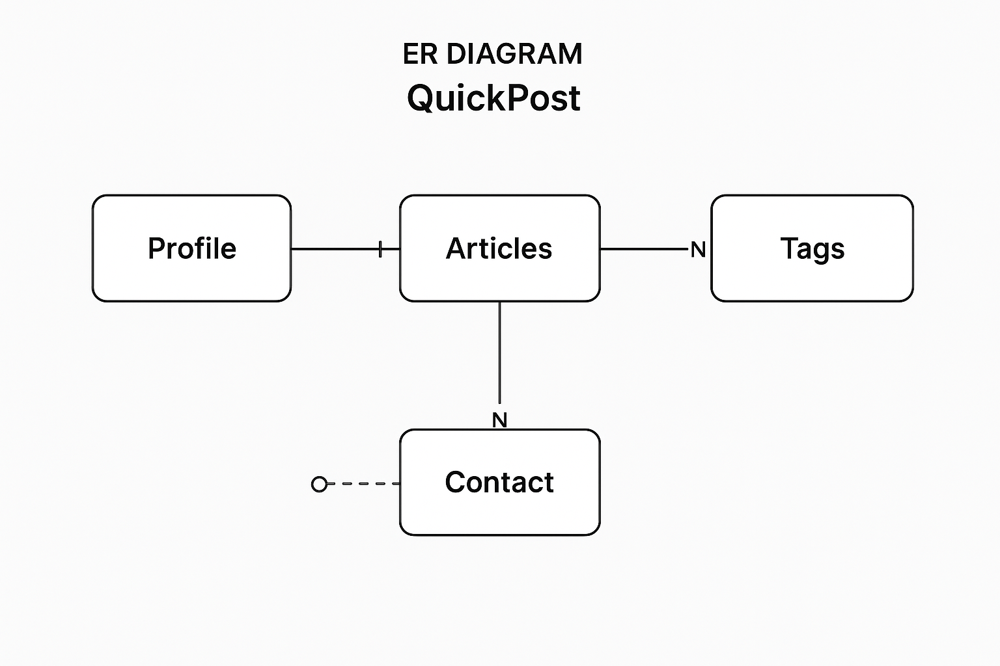 ER DIAGRAM
QuickPost
Profile
Articles
N
Tags
N
Contact